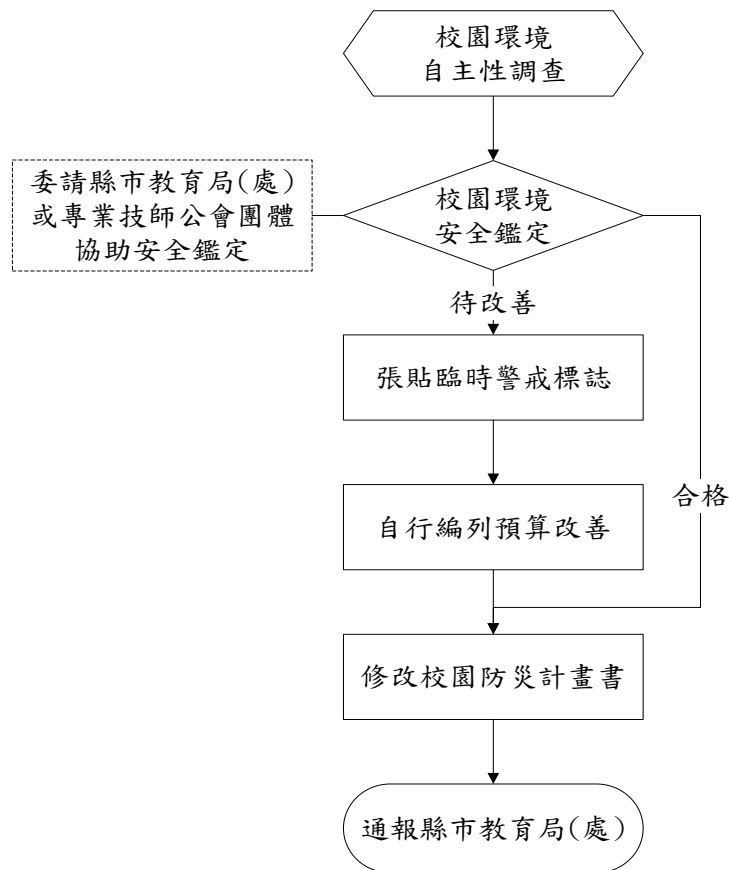 校園環境
自主性調查
委請縣市教育局(處)
或專業技師公會團體
協助安全鑑定
校園環境
安全鑑定
待改善
張貼臨時警戒標誌
自行編列預算改善
合格
修改校園防災計畫書
通報縣市教育局(處)